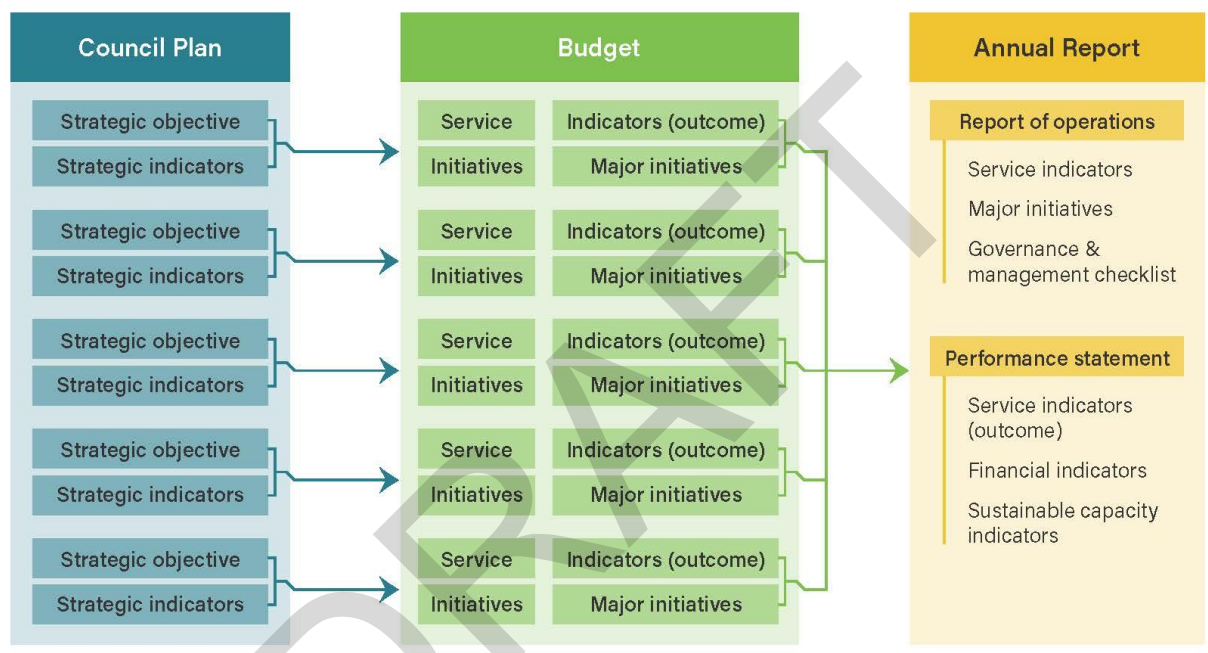 Council Plan
Strategic objective
Strategic indicators
Strategic objective
Strategic indicators
Strategic objective
Strategic indicators
Strategic objective
Strategic indicators
Strategic objective
Strategic indicators
Budget
Service
Indicators (outcome)
Initiatives
Major initiatives
Service
Indicators (outcome)
Initiatives
Major initiatives
Service
Indicators (outcome)
Initiatives
Major initiatives
Service
Indicators (outcome)
Initiatives
Major initiatives
Service
Indicators (outcome)
Initiatives
Major initiatives
Annual Report
Report of operations
Service indicators
Major initiatives
Governance &
management checklist
Performance statement
Service indicators
(outcome)
Financial indicators
Sustainable capacity
indicators
DRAFT